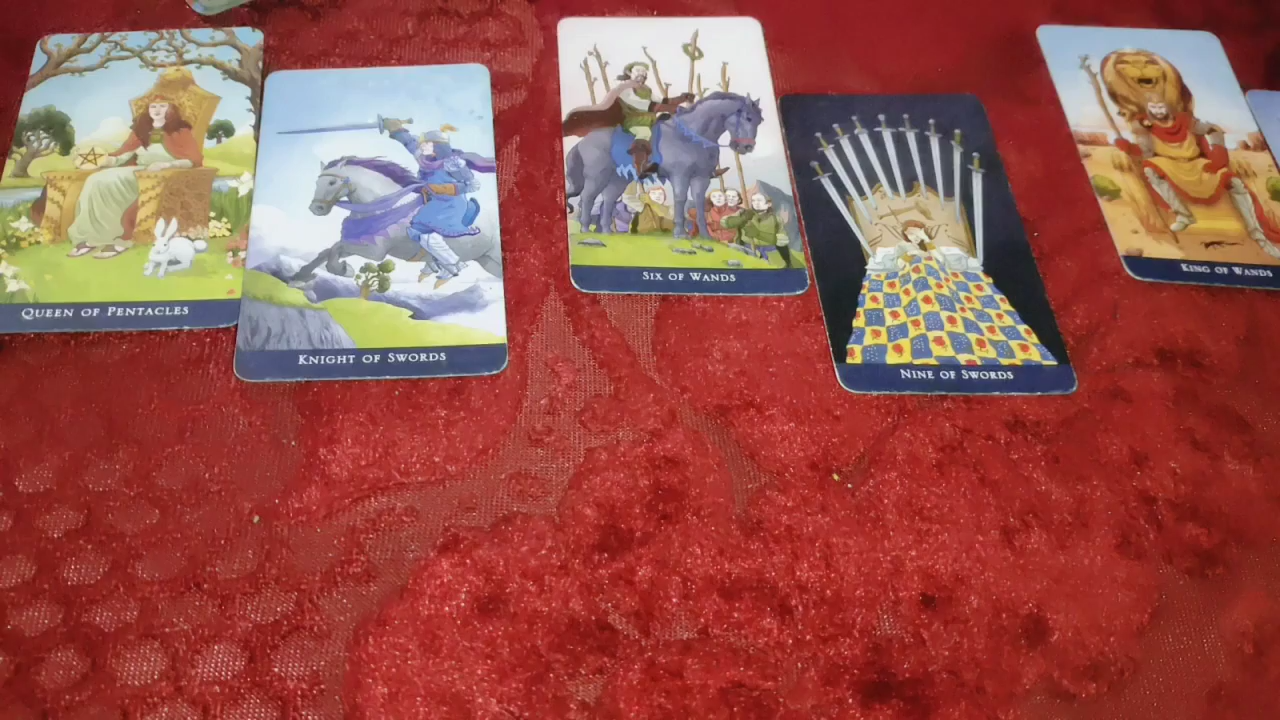 QUEEN OF PENTACLES
KNIGHT OF SWORDS
SIX OF WANDS
NINE OF SWORDS
KING OF WANDS